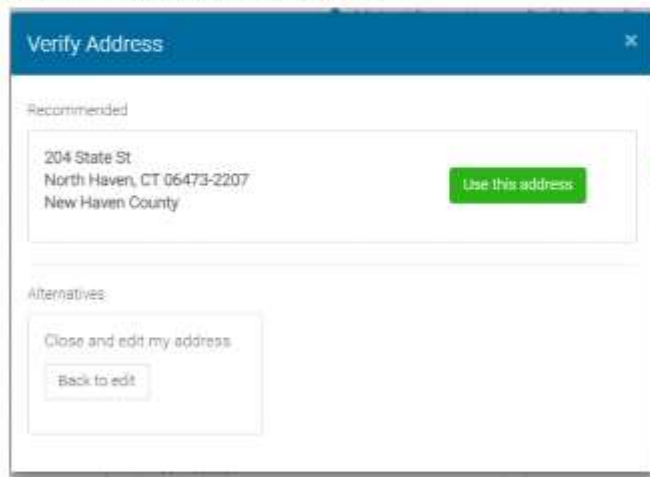 Verify Address
×
Recommended
204 State St
North Haven, CT 06473-2207
New Haven County
Use this address
Alternatives
Close and edit my address
Back to edit